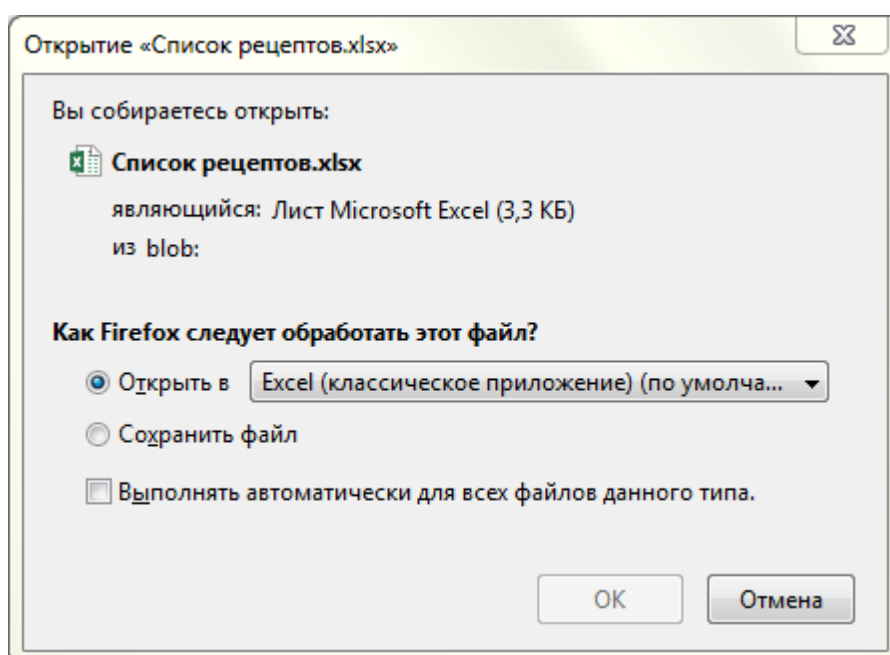 Открытие «Список рецептов.xlsx»
Вы собираетесь открыть:
Список рецептов.xlsx
являющийся: Лист Microsoft Excel (3,3 КБ)
из blob:
Как Firefox следует обработать этот файл?
Открыть в Excel (классическое приложение) (по умолча...
Сохранить файл
Выполнять автоматически для всех файлов данного типа.
OK Отмена